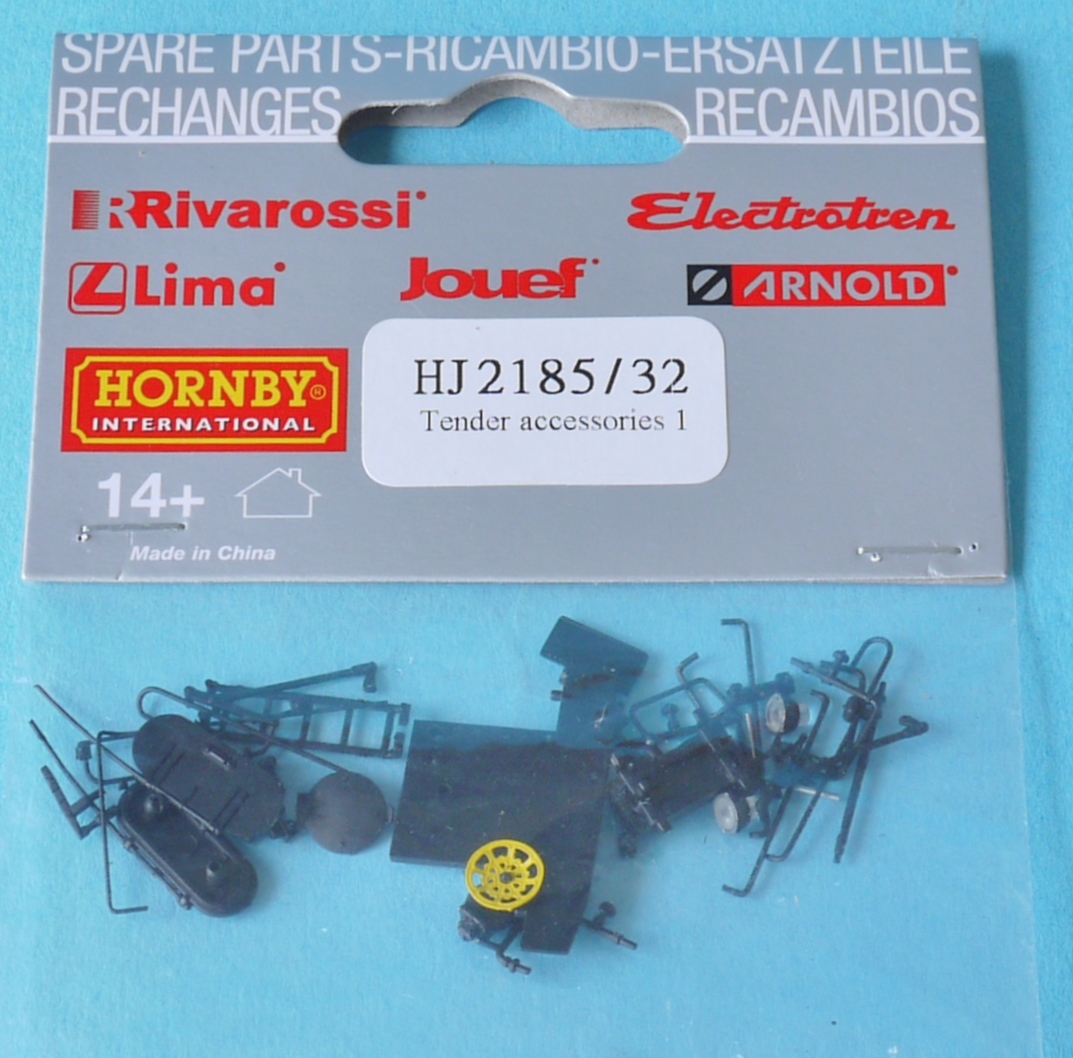 SPARE PARTS-RICAMBIO-ERSATZTEILE
RECHANGES RECAMBIOS
Rivarossi Electrotren
Lima Jouef ARNOLD
HORNBY®
INTERNATIONAL
HJ2185/32
Tender accessories 1
14+
Made in China